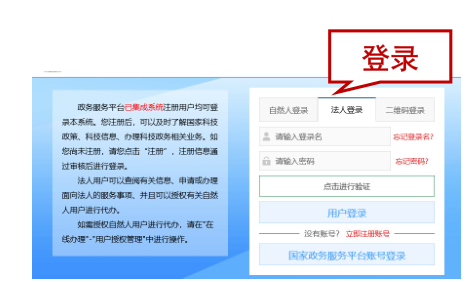 登录
政务服务平台已集成系统注册用户均可登
录本系统。您注册后，可以及时了解国家科技
政策、科技信息、办理科技政务相关业务。如
您尚未注册，请您点击“注册”，注册信息通
过审核后进行登录。
法人用户可以查阅有关信息、申请或办理
面向法人的服务事项、并且可以授权有关自然
人用户进行代办。
如需授权自然人用户进行代办，请在“在
线办理”-“用户授权管理”中进行操作。
自然人登录 法人登录 二维码登录
请输入登录名 忘记登录名?
请输入密码 忘记密码?
点击进行验证
用户登录
没有账号? 立即注册账号
国家政务服务平台账号登录